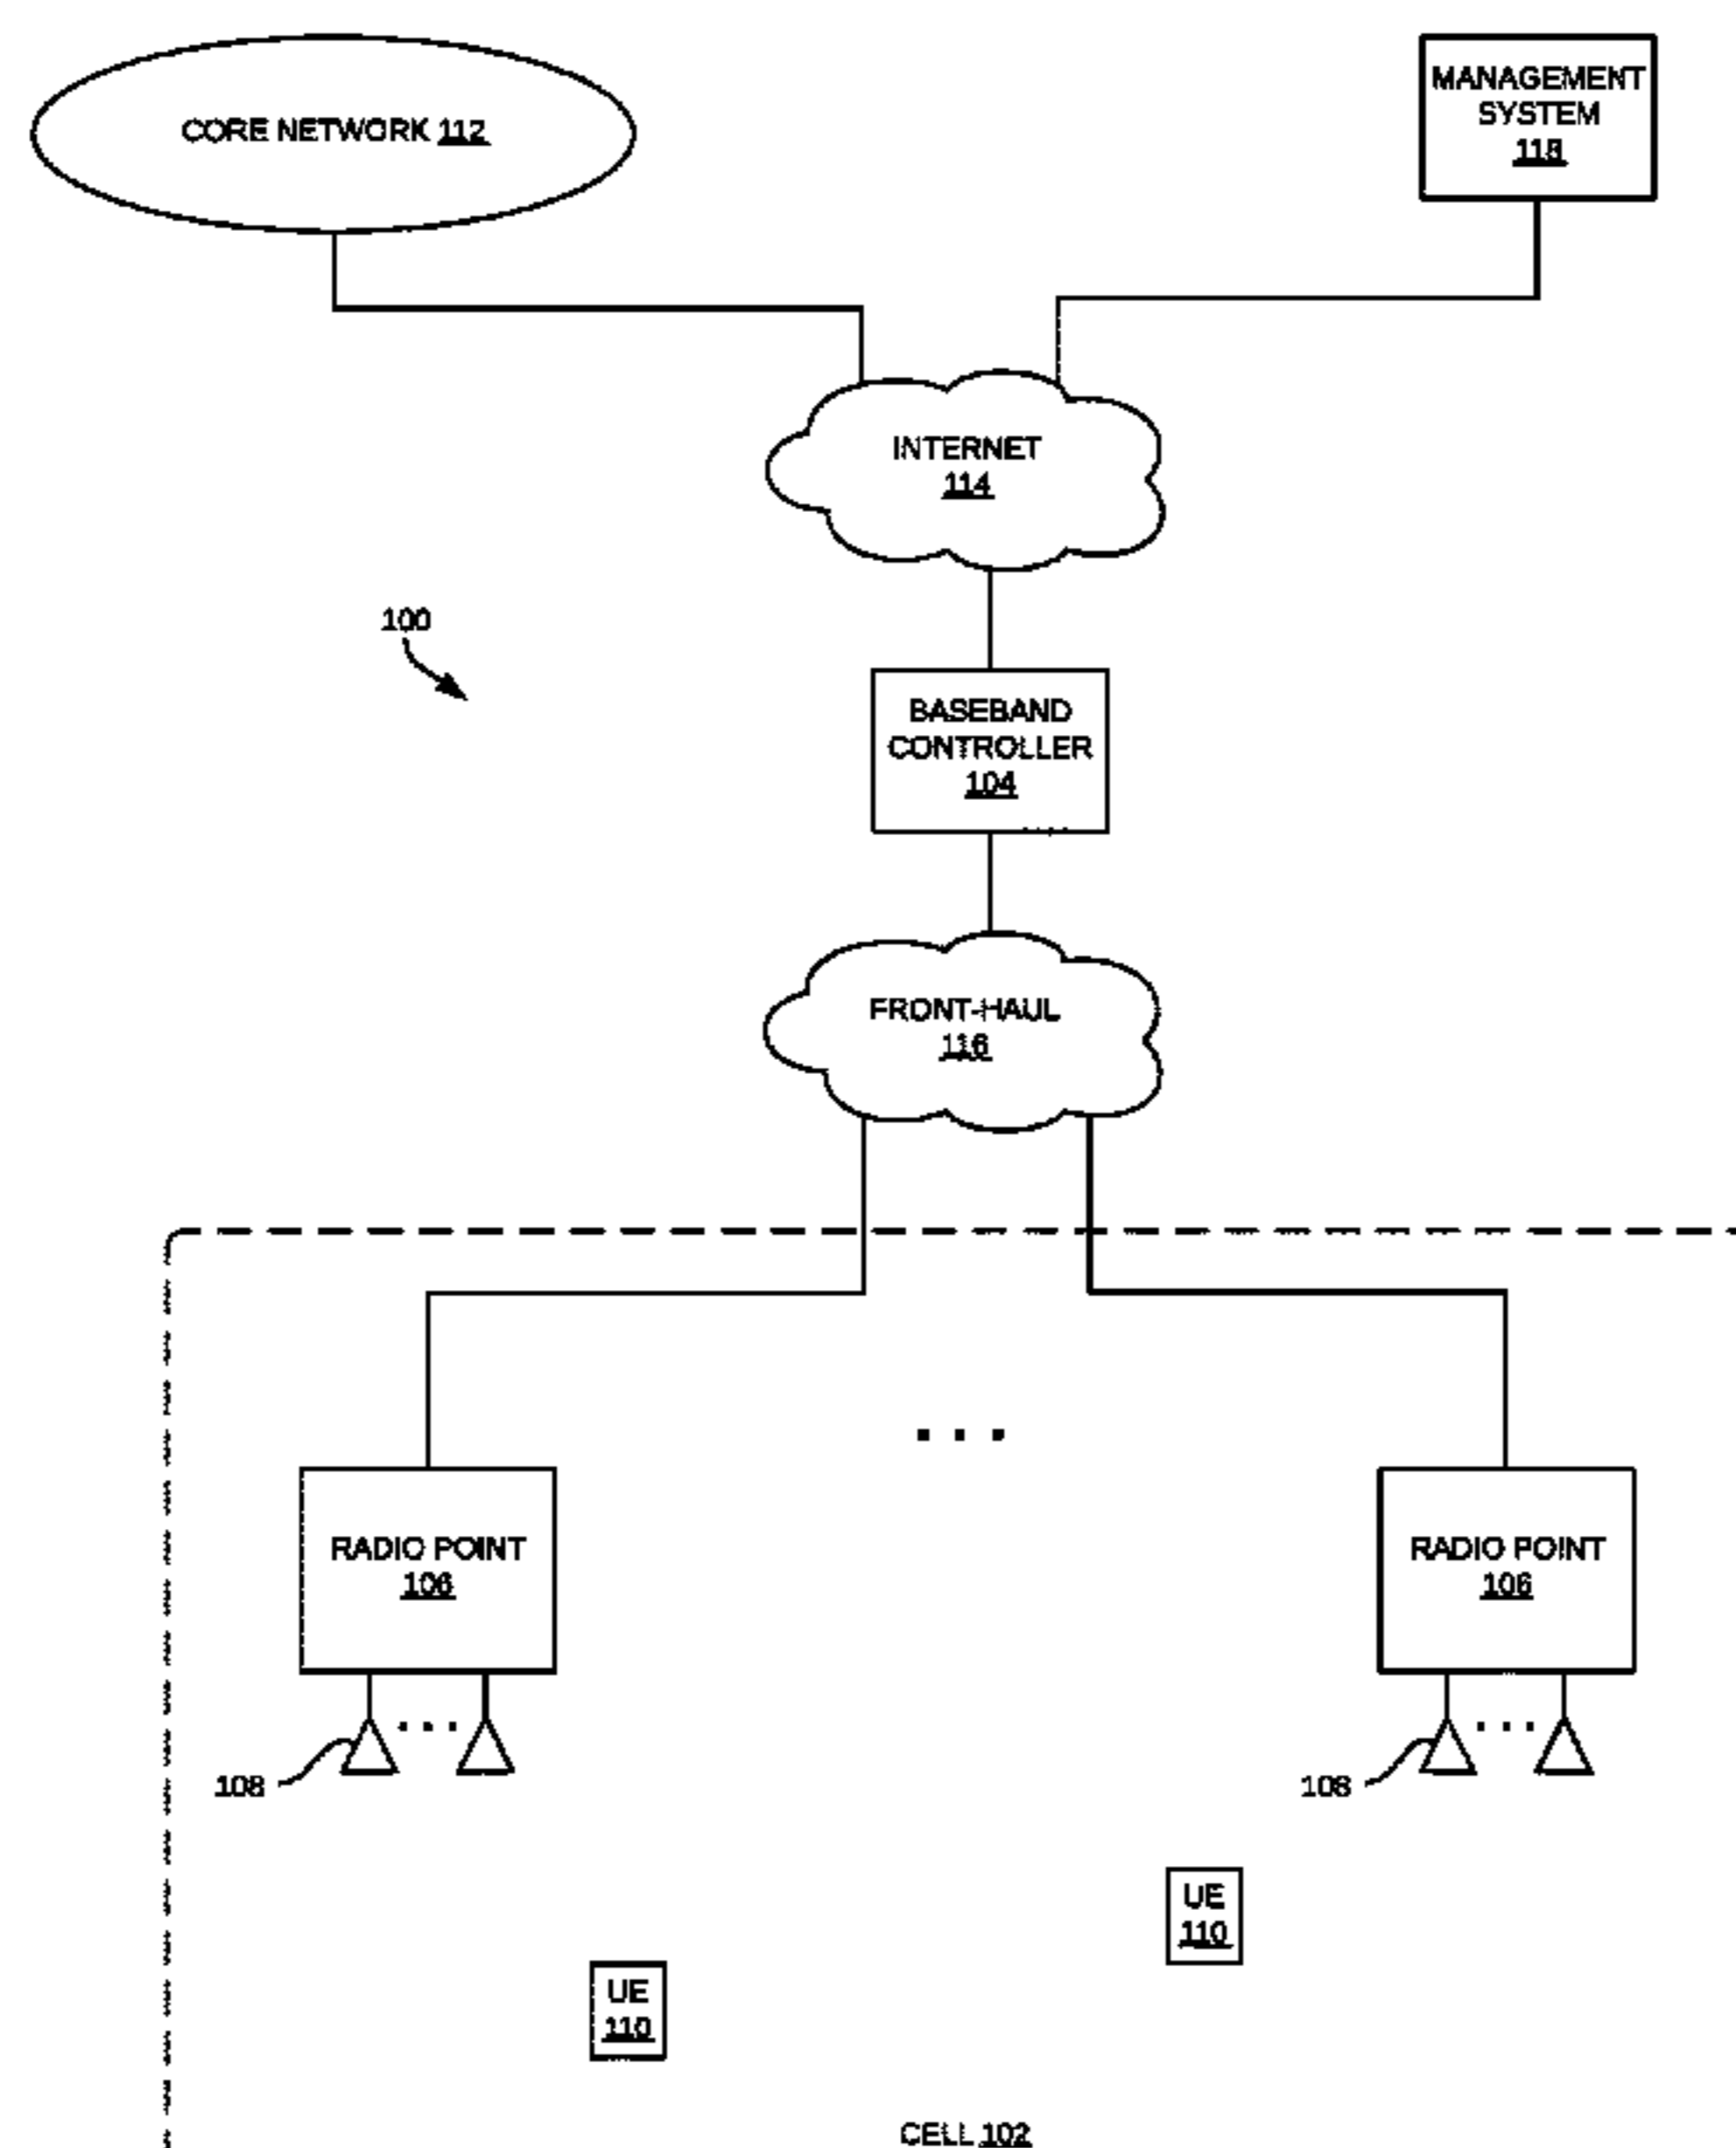 CORE NETWORK 112
MANAGEMENT
SYSTEM
118
INTERNET
114
100
BASEBAND
CONTROLLER
104
FRONT-HAUL
116
RADIO POINT
106
RADIO POINT
106
108
108
UE
110
UE
110
CELL 102